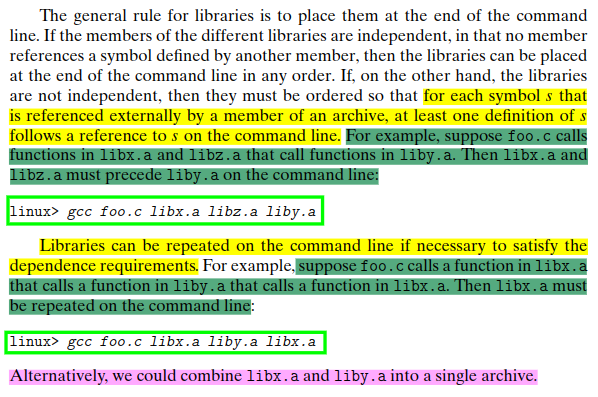 The general rule for libraries is to place them at the end of the command
line. If the members of the different libraries are independent, in that no member
references a symbol defined by another member, then the libraries can be placed
at the end of the command line in any order. If, on the other hand, the libraries
are not independent, then they must be ordered so that for each symbol s that
is referenced externally by a member of an archive, at least one definition of s
follows a reference to s on the command line. For example, suppose foo.c calls
functions in libx.a and libz.a that call functions in liby.a. Then libx.a and
libz.a must precede liby.a on the command line:
linux> gcc foo.c libx.a libz.a liby.a
Libraries can be repeated on the command line if necessary to satisfy the
dependence requirements. For example, suppose foo.c calls a function in libx.a
that calls a function in liby.a that calls a function in libx.a. Then libx.a must
be repeated on the command line:
linux> gcc foo.c libx.a liby.a libx.a
Alternatively, we could combine libx.a and liby.a into a single archive.